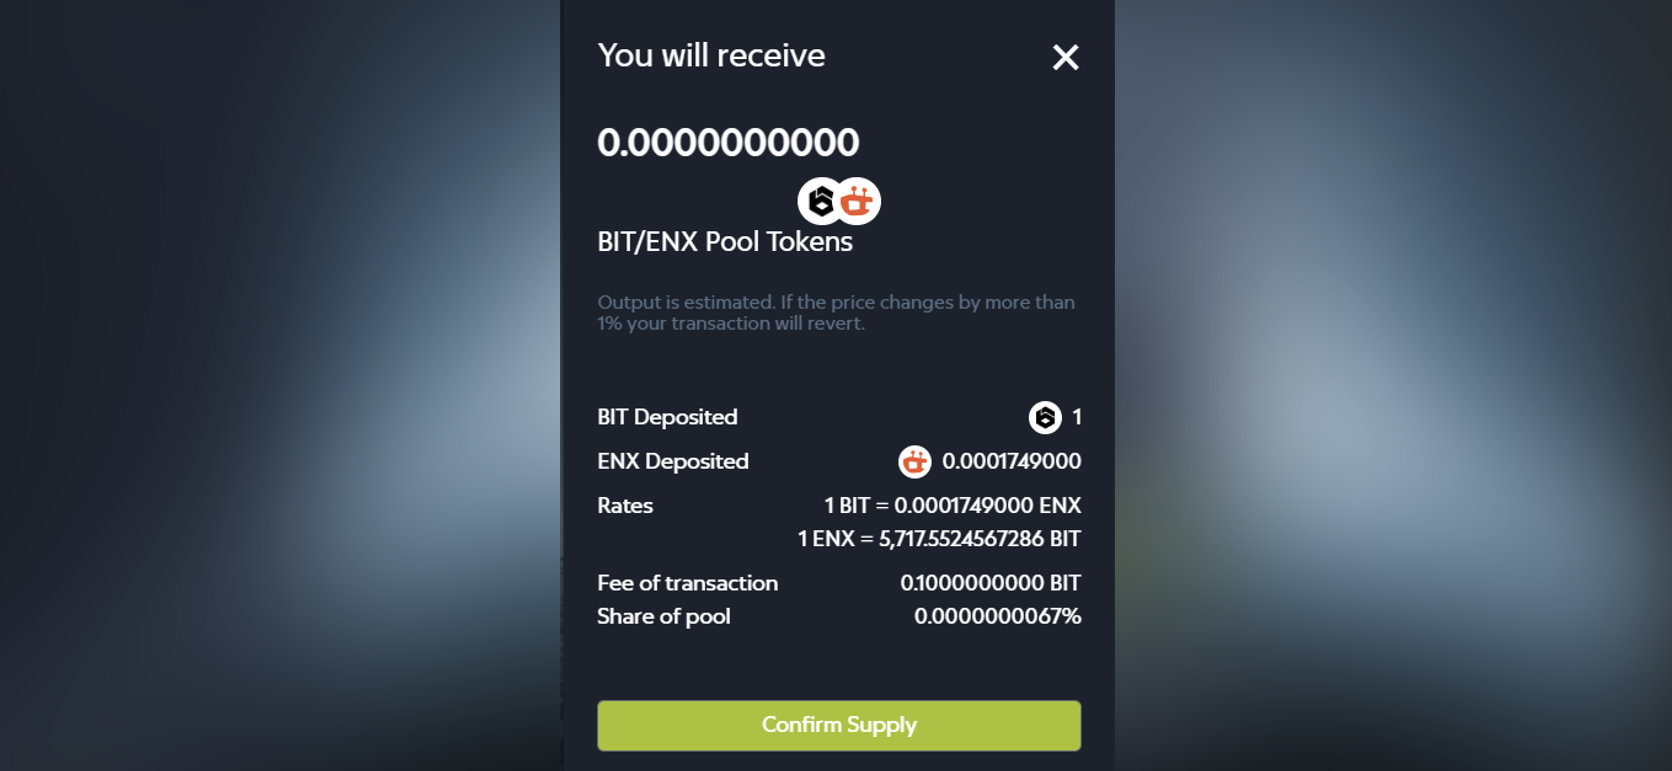 You will receive
0.0000000000
BIT/ENX Pool Tokens
Output is estimated. If the price changes by more than
1% your transaction will revert.
BIT Deposited 1
ENX Deposited 0.0001749000
Rates 1 BIT = 0.0001749000 ENX
1 ENX = 5,717.5524567286 BIT
Fee of transaction 0.1000000000 BIT
Share of pool 0.0000000067%
Confirm Supply